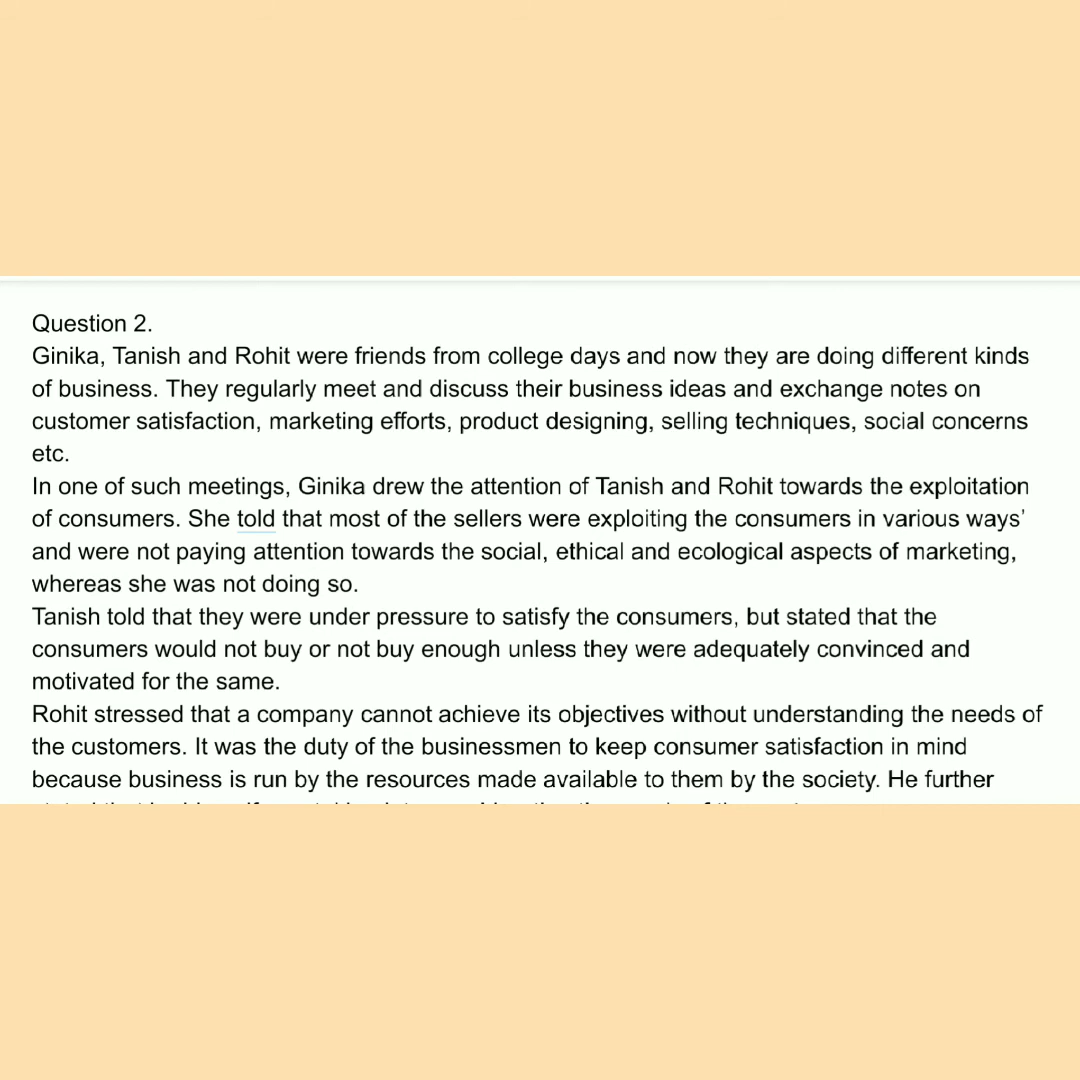 Question 2.
Ginika, Tanish and Rohit were friends from college days and now they are doing different kinds
of business. They regularly meet and discuss their business ideas and exchange notes on
customer satisfaction, marketing efforts, product designing, selling techniques, social concerns
etc.
In one of such meetings, Ginika drew the attention of Tanish and Rohit towards the exploitation
of consumers. She told that most of the sellers were exploiting the consumers in various ways’
and were not paying attention towards the social, ethical and ecological aspects of marketing,
whereas she was not doing so.
Tanish told that they were under pressure to satisfy the consumers, but stated that the
consumers would not buy or not buy enough unless they were adequately convinced and
motivated for the same.
Rohit stressed that a company cannot achieve its objectives without understanding the needs of
the customers. It was the duty of the businessmen to keep consumer satisfaction in mind
because business is run by the resources made available to them by the society. He further